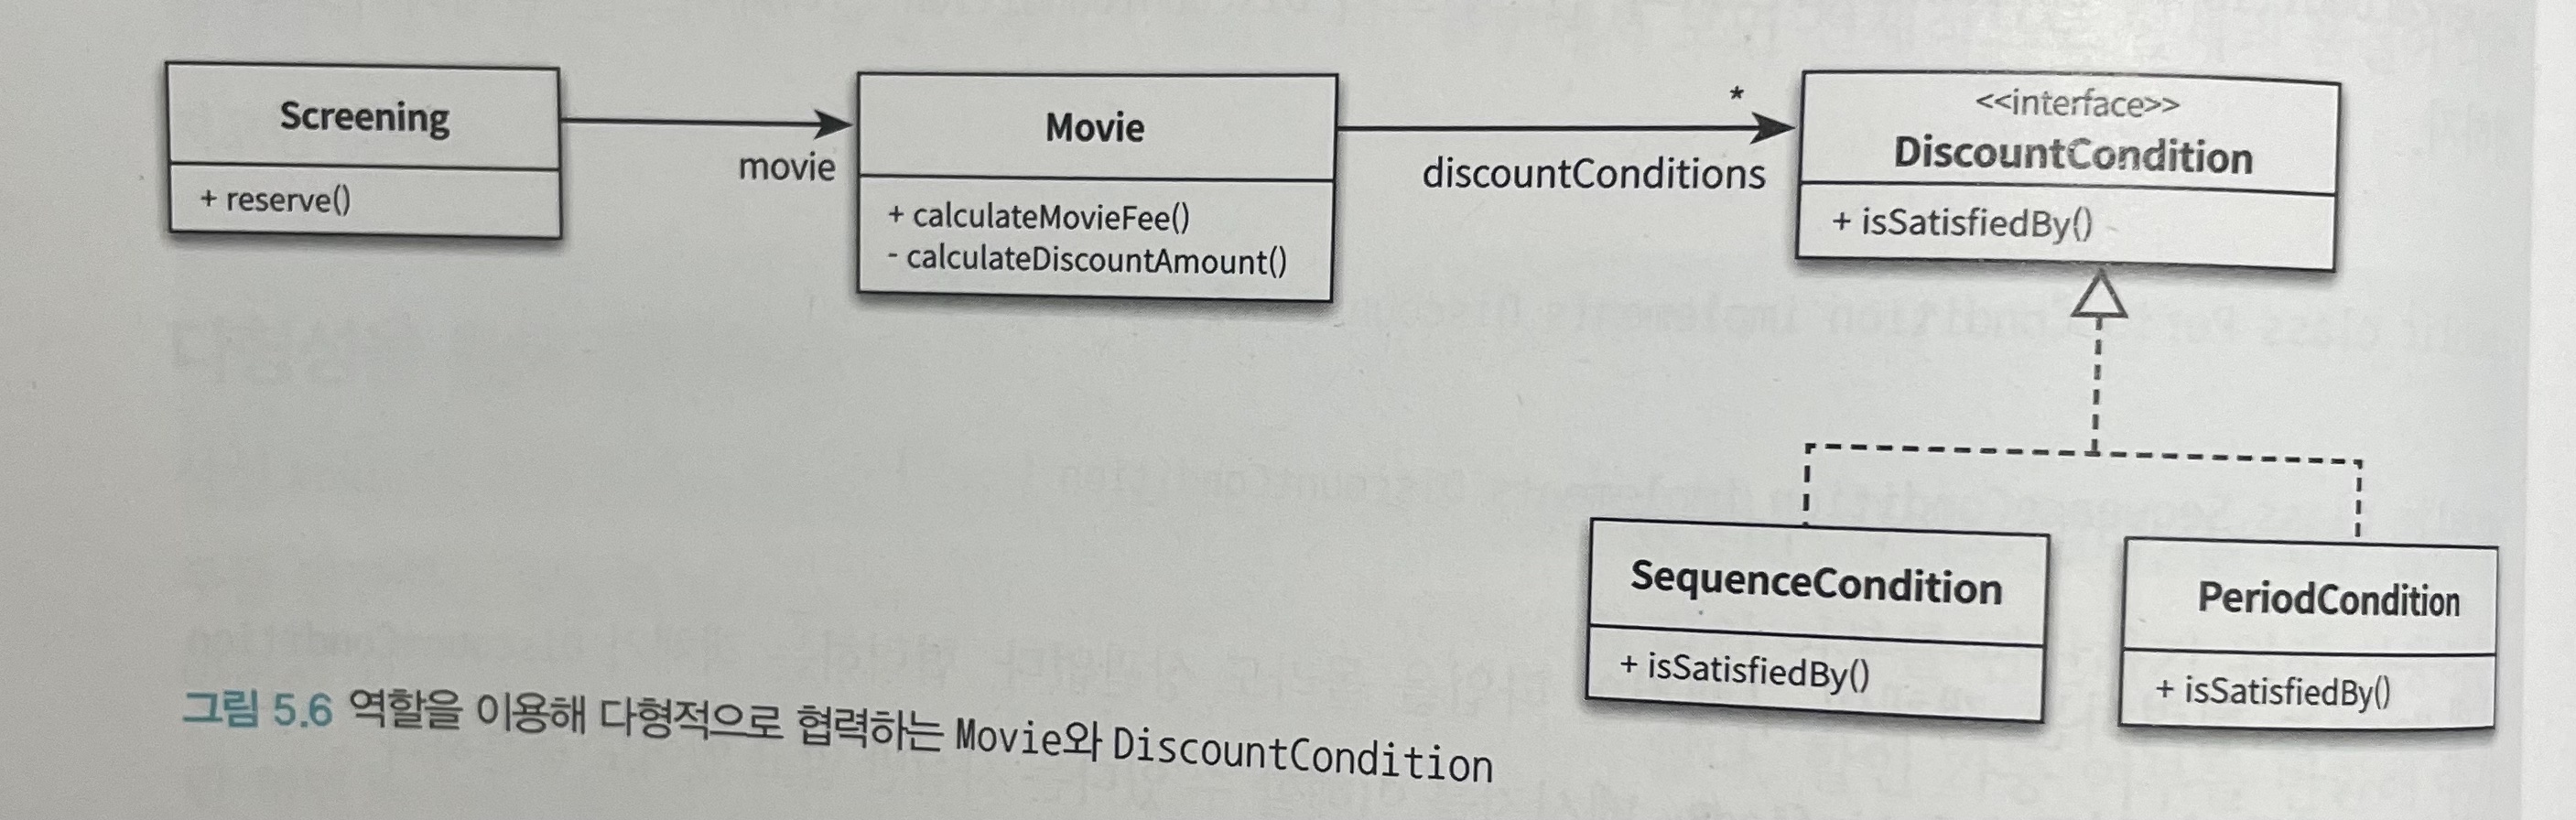 Screening
+ reserve()
movie
Movie
+ calculateMovieFee()
- calculateDiscountAmount()
*
discountConditions
<<interface>>
DiscountCondition
+ isSatisfiedBy()
SequenceCondition
+ isSatisfiedBy()
PeriodCondition
+ isSatisfiedBy()
그림 5.6 역할을 이용해 다형적으로 협력하는 Movie와 DiscountCondition